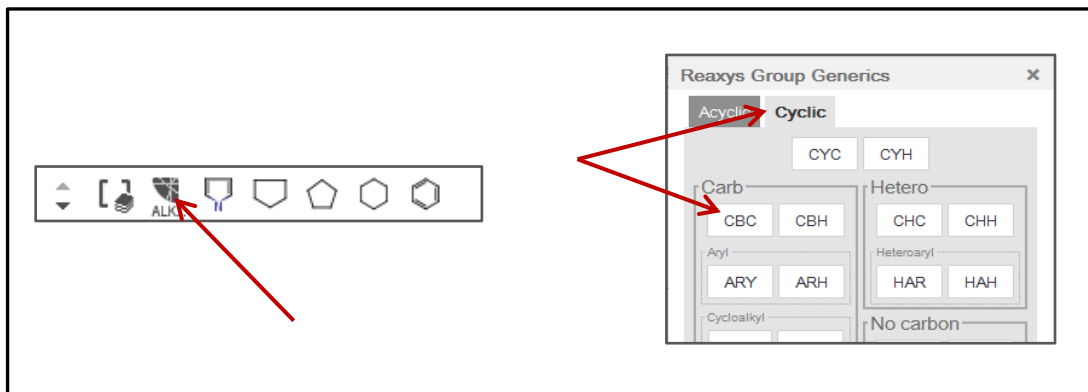 ALK
N
Reaxys Group Generics
Acyclic Cyclic
CYC CYH
Carb Hetero
CBC CBH CHC CHH
Aryl Heteroaryl
ARY ARH HAR HAH
Cycloalkyl No carbon